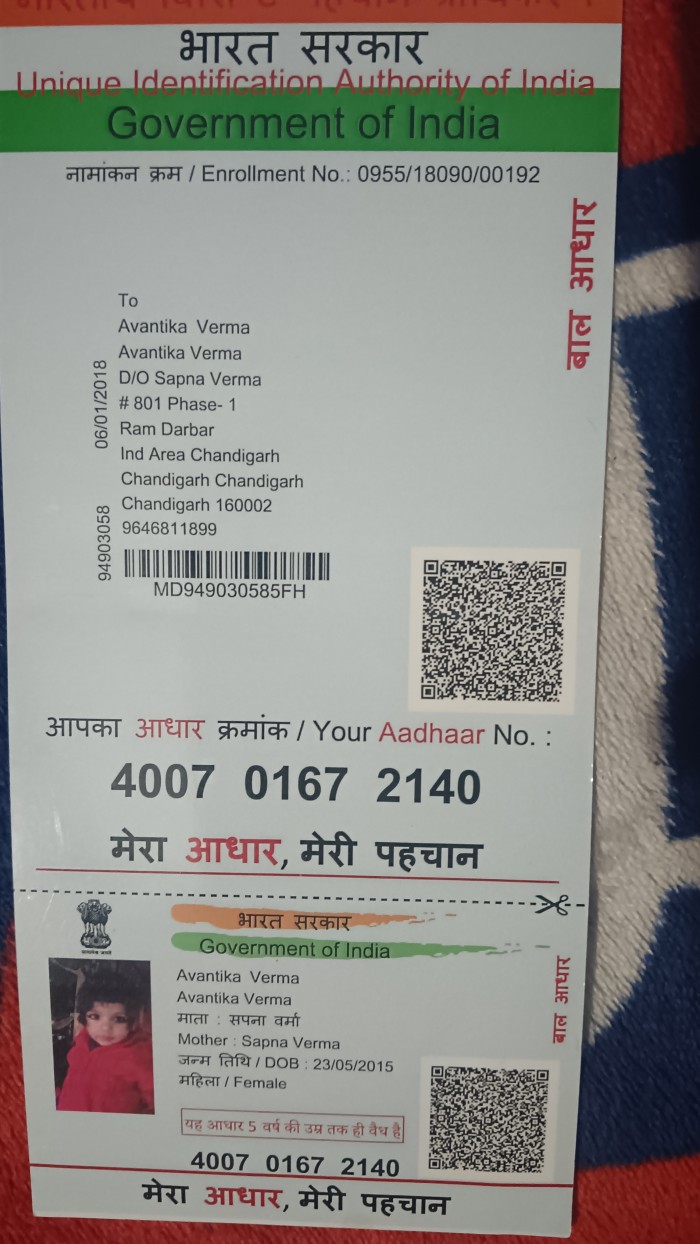 भारत सरकार
Unique Identification Authority of India
Government of India
नामांकन क्रम / Enrollment No.: 0955/18090/00192
बाल आधार
To
Avantika Verma
Avantika Verma
D/O Sapna Verma
# 801 Phase- 1
Ram Darbar
Ind Area Chandigarh
Chandigarh Chandigarh
Chandigarh 160002
9646811899
06/01/2018
94903058
MD949030585FH
आपका आधार क्रमांक / Your Aadhaar No. :
4007 0167 2140
मेरा आधार, मेरी पहचान
भारत सरकार
Government of India
Avantika Verma
Avantika Verma
माता : सपना वर्मा
Mother : Sapna Verma
जन्म तिथि / DOB : 23/05/2015
महिला / Female
बाल आधार
यह आधार 5 वर्ष की उम्र तक ही वैध है
4007 0167 2140
मेरा आधार, मेरी पहचान